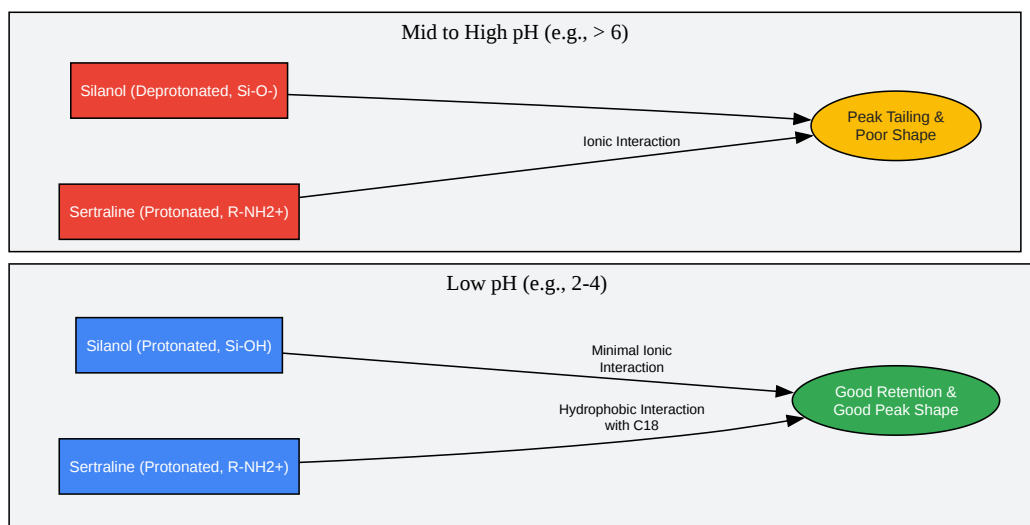 Mid to High pH (e.g., > 6)
Silanol (Deprotonated, Si-O-)
Peak Tailing &
Poor Shape
Ionic Interaction
Sertraline (Protonated, R-NH2+)
Low pH (e.g., 2-4)
Silanol (Protonated, Si-OH)
Minimal Ionic
Interaction
Good Retention &
Good Peak Shape
Hydrophobic Interaction
with C18
Sertraline (Protonated, R-NH2+)